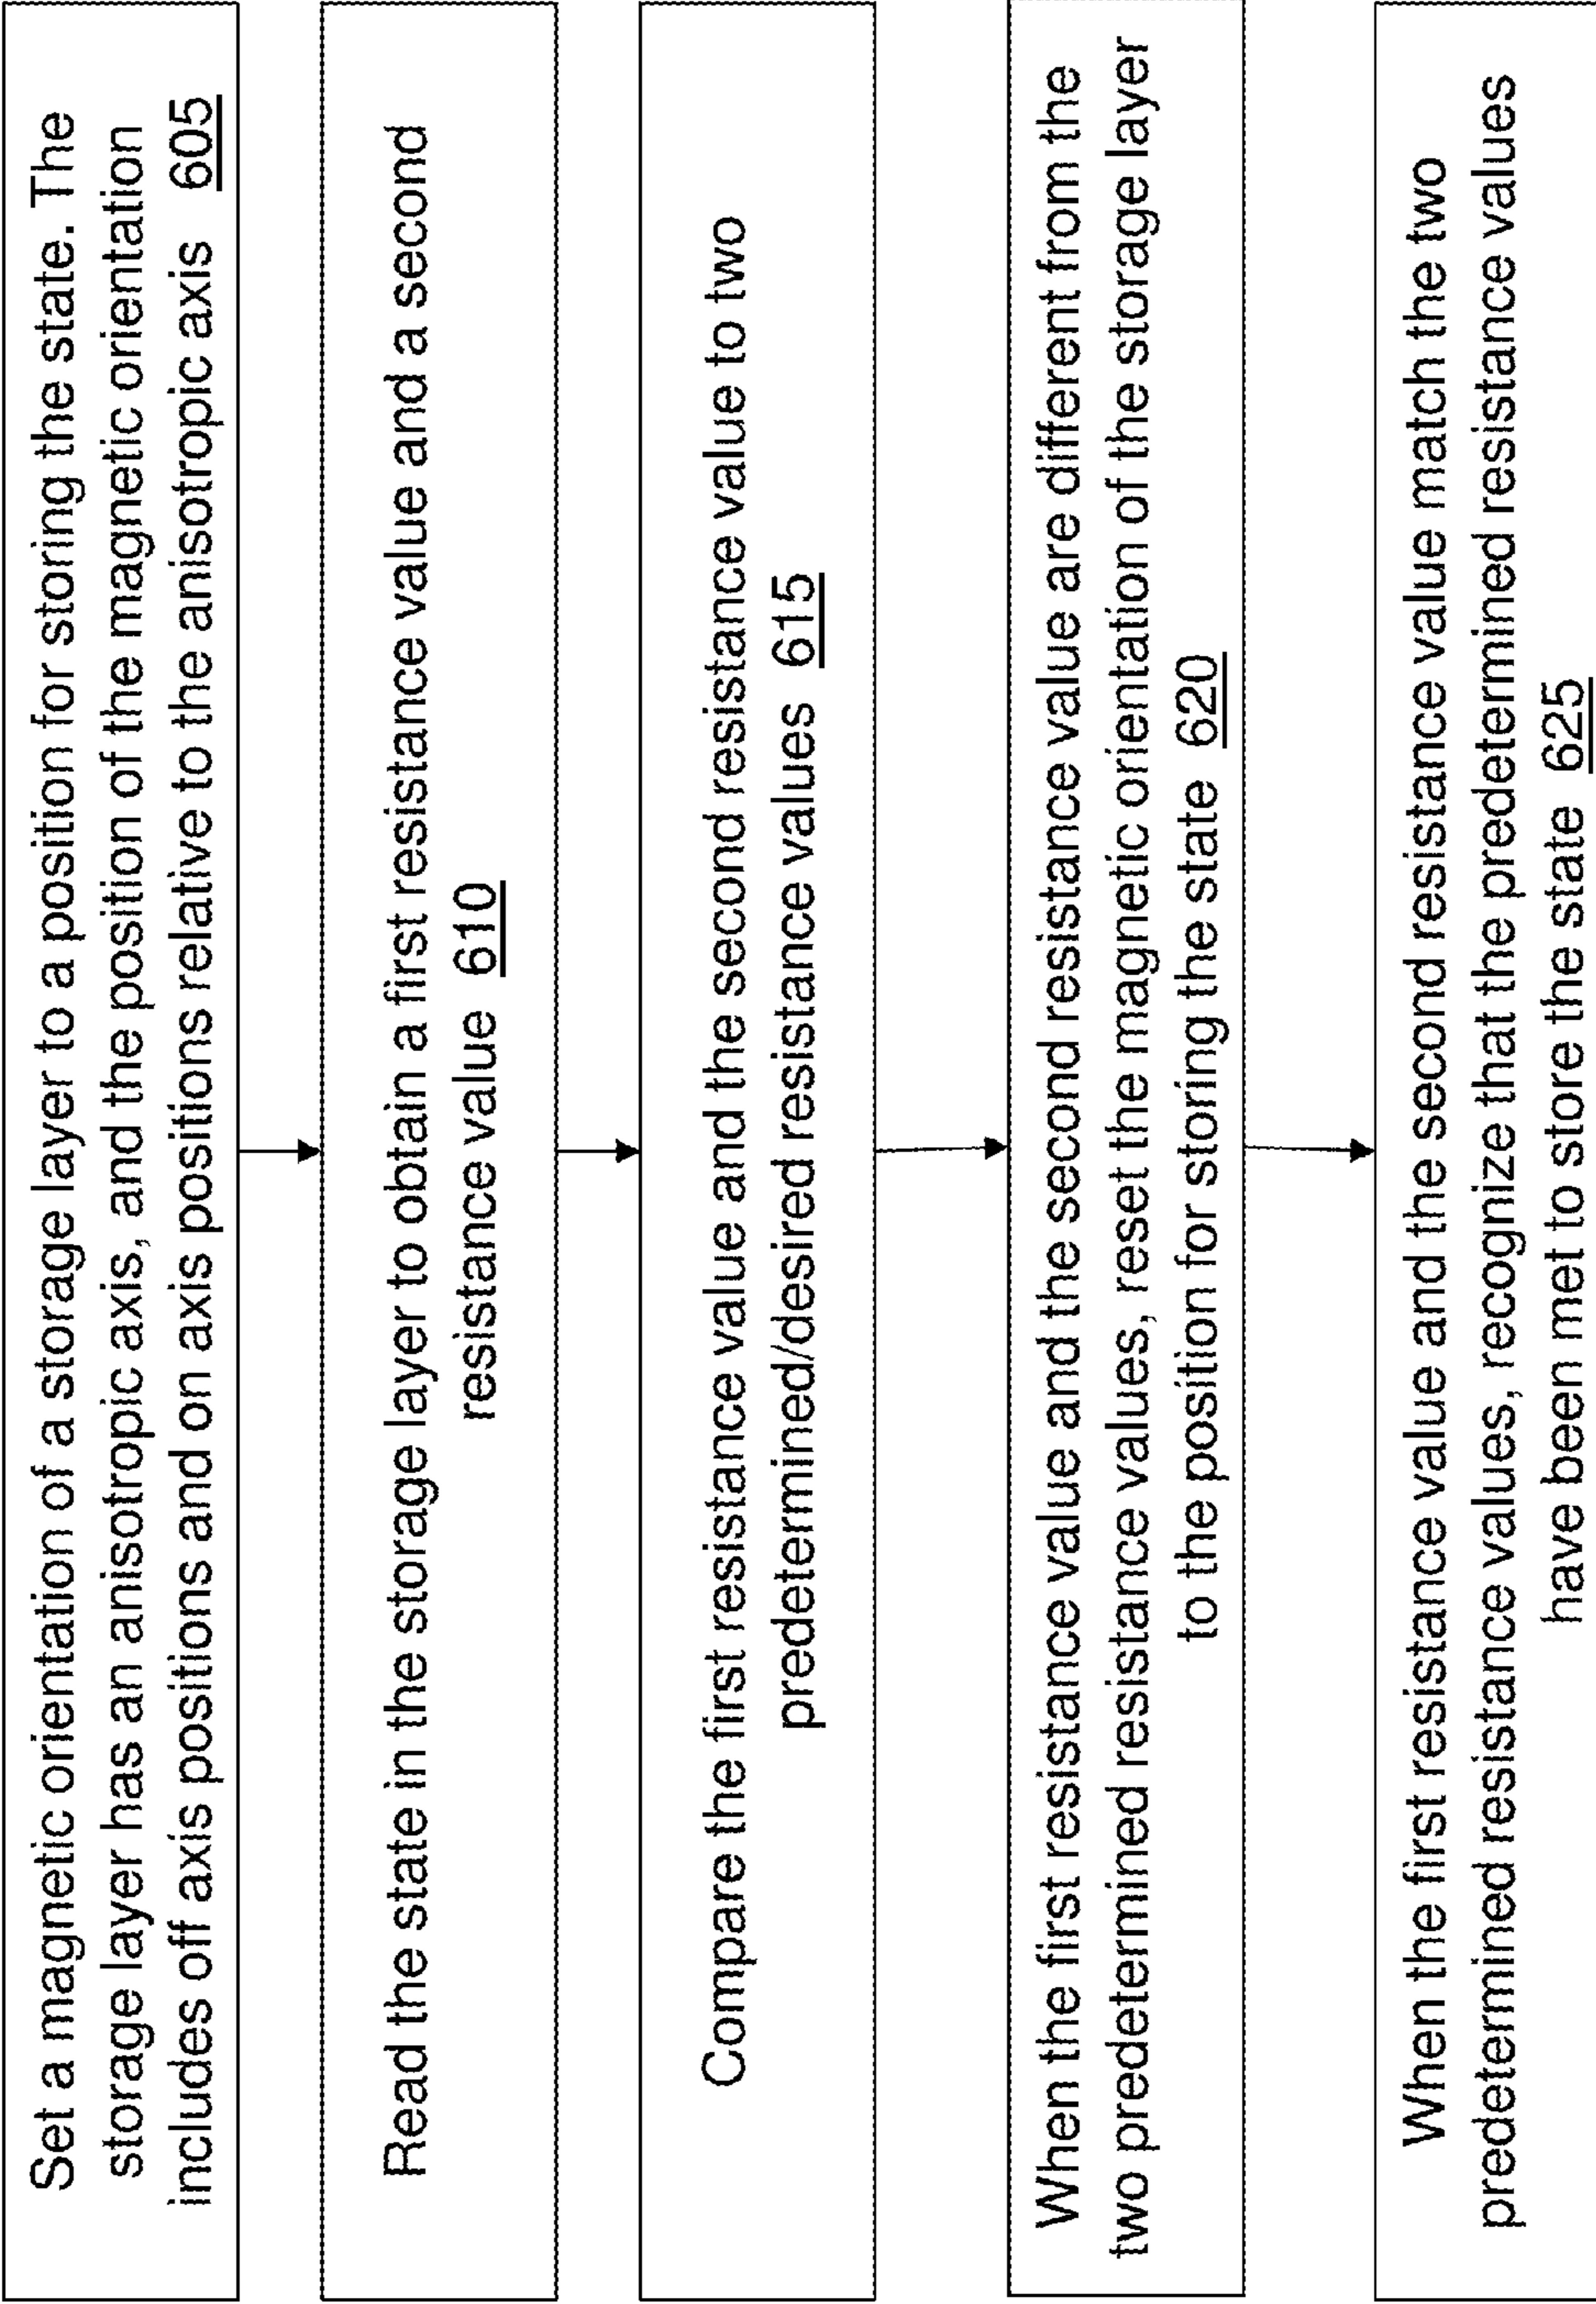 Set a magnetic orientation of a storage layer to a position for storing the state. The
storage layer has an anisotropic axis, and the position of the magnetic orientation
includes off axis positions and on axis positions relative to the anisotropic axis 605
Read the state in the storage layer to obtain a first resistance value and a second
resistance value 610
Compare the first resistance value and the second resistance value to two
predetermined/desired resistance values 615
When the first resistance value and the second resistance value are different from the
two predetermined resistance values, reset the magnetic orientation of the storage layer
to the position for storing the state 620
When the first resistance value and the second resistance value match the two
predetermined resistance values, recognize that the predetermined resistance values
have been met to store the state 625